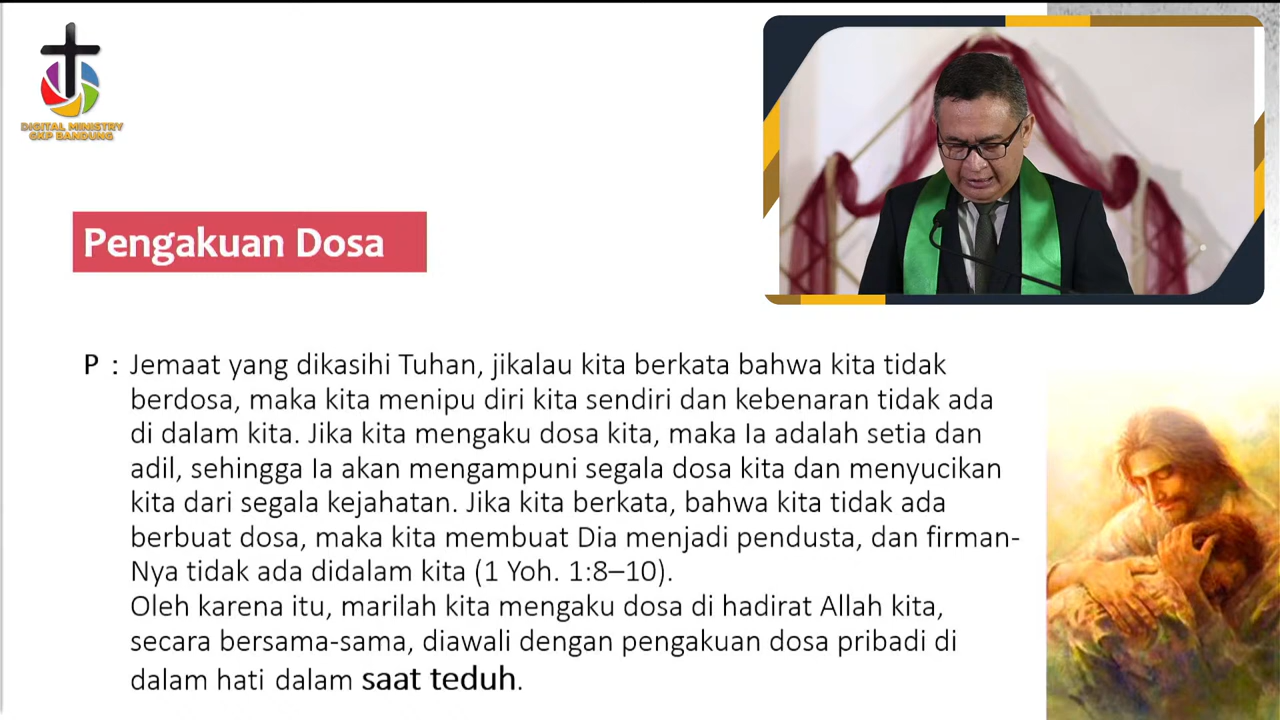 DIGITAL MINISTRY
GKP BANDUNG
Pengakuan Dosa
P : Jemaat yang dikasihi Tuhan, jikalau kita berkata bahwa kita tidak
berdosa, maka kita menipu diri kita sendiri dan kebenaran tidak ada
di dalam kita. Jika kita mengaku dosa kita, maka Ia adalah setia dan
adil, sehingga Ia akan mengampuni segala dosa kita dan menyucikan
kita dari segala kejahatan. Jika kita berkata, bahwa kita tidak ada
berbuat dosa, maka kita membuat Dia menjadi pendusta, dan firman-
Nya tidak ada didalam kita (1 Yoh. 1:8–10).
Oleh karena itu, marilah kita mengaku dosa di hadirat Allah kita,
secara bersama-sama, diawali dengan pengakuan dosa pribadi di
dalam hati dalam saat teduh.